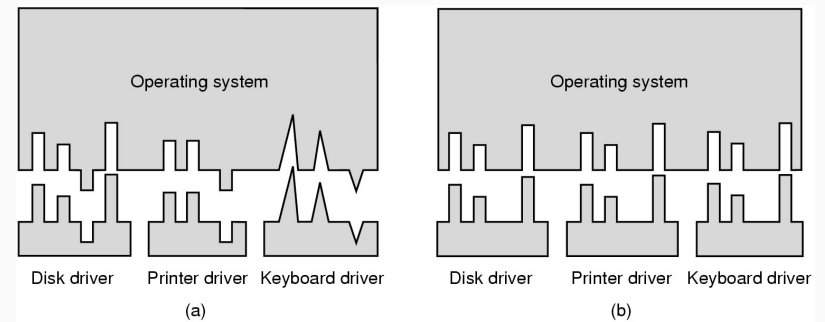 Operating system
Operating system
Disk driver
Printer driver
Keyboard driver
Disk driver
Printer driver
Keyboard driver
(a)
(b)